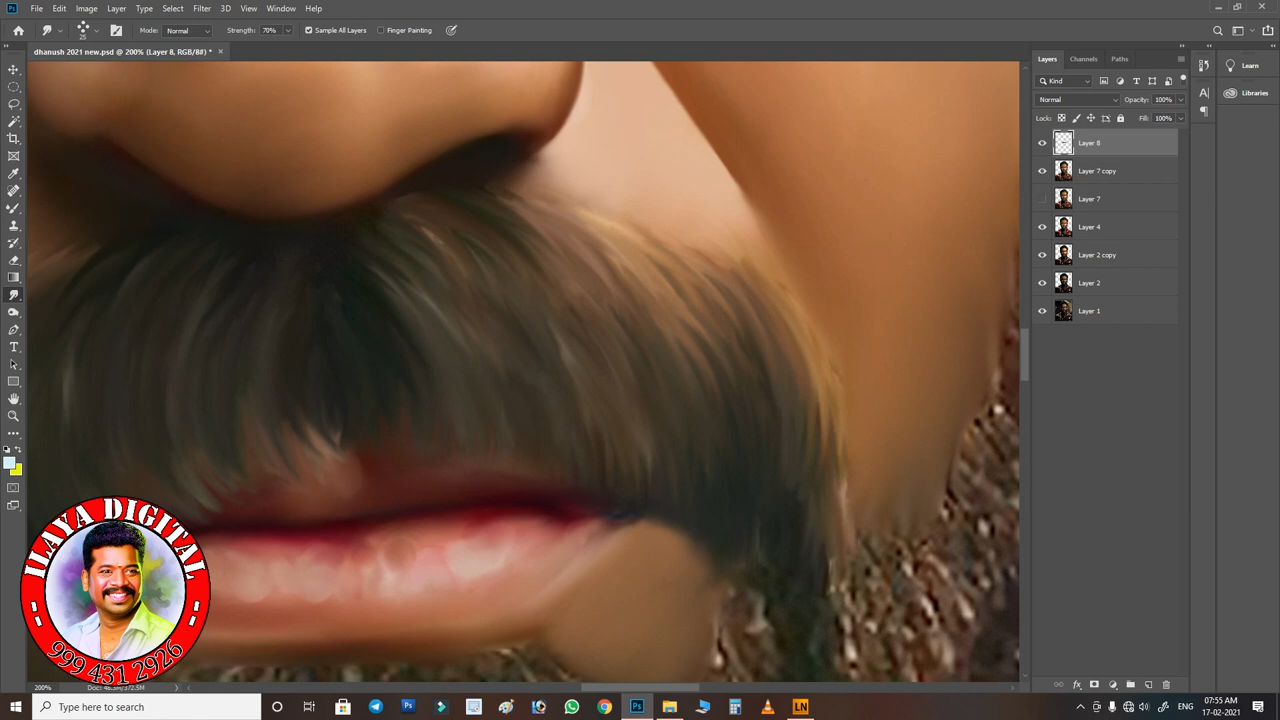 File Edit Image Layer Type Select Filter 3D View Window Help
25 Mode: Normal Strength: 70% Sample All Layers Finger Painting
dhanush 2021 new.psd @ 200% (Layer 8, RGB/8#) *
Layers Channels Paths
Learn
Kind
Libraries
Normal Opacity: 100%
Lock: Fill: 100%
Layer 8
Layer 7 copy
Layer 7
Layer 4
Layer 2 copy
Layer 2
Layer 1
ILAYA DIGITAL
999 431 2926
200%
Type here to search
ENG
07:55 AM
17-02-2021